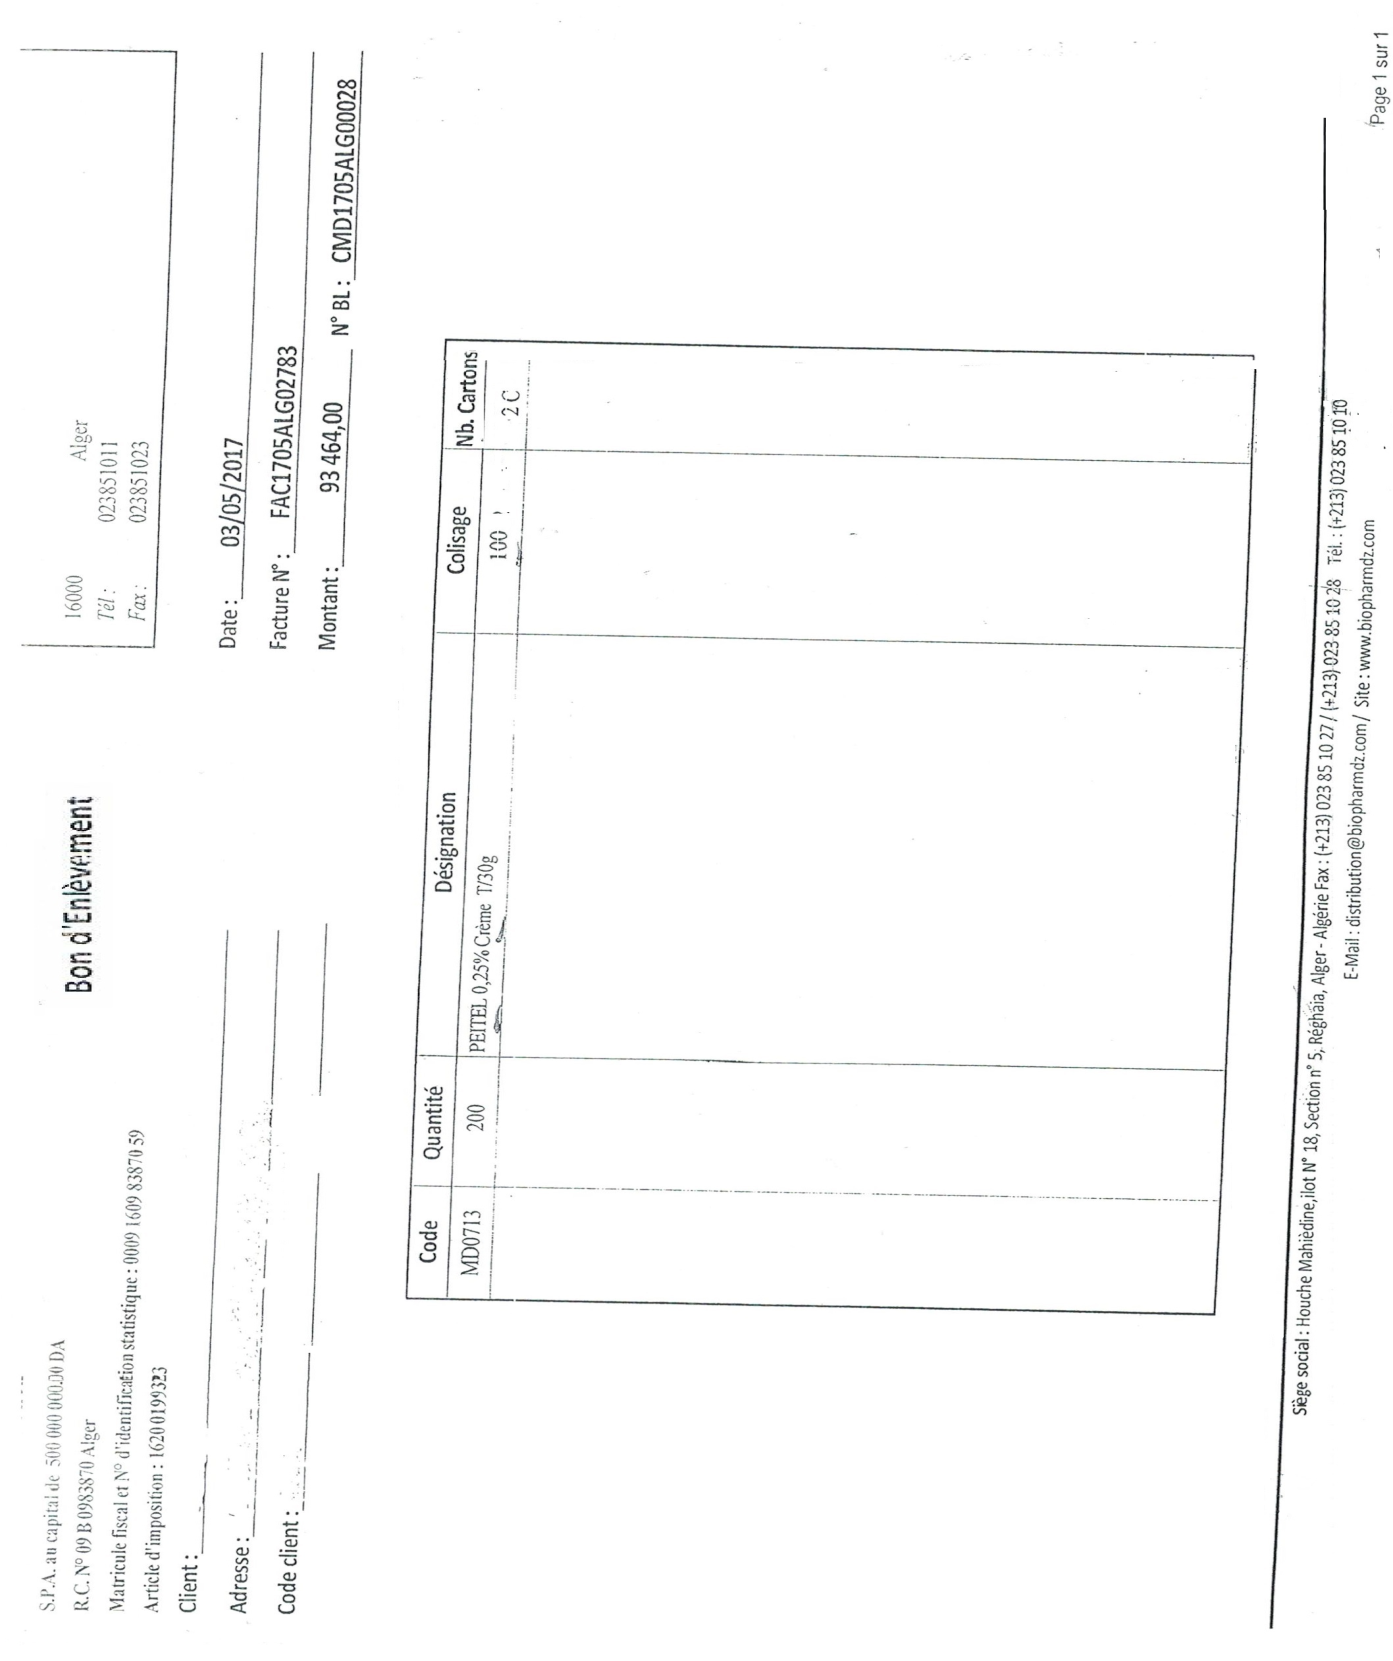 S.P.A. au capital de 500 000 000.00 DA
R.C. N° 09 B 0983870 Alger
Matricule fiscal et N° d'identification statistique : 0009 1609 8387059
Article d'imposition : 16200199323
16000 Alger
Tél : 023851011
Fax : 023851023
Bon d'Enlèvement
Client :
Adresse :
Code client :
Date : 03/05/2017
Facture N° : FAC1705ALG02783
Montant : 93 464,00 N° BL : CMD1705ALG00028
Code Quantité Désignation Colisage Nb. Cartons
MD0713 200 PEITEL 0,25% Crème T/30g 100 2 C
Siège social : Houche Mahièdine,ilot N° 18, Section n° 5, Réghaia, Alger - Algérie Fax : (+213) 023 85 10 27 / (+213) 023 85 10 28 Tél. : (+213) 023 85 10 10
E-Mail : distribution@biopharmdz.com / Site : www.biopharmdz.com
Page 1 sur 1